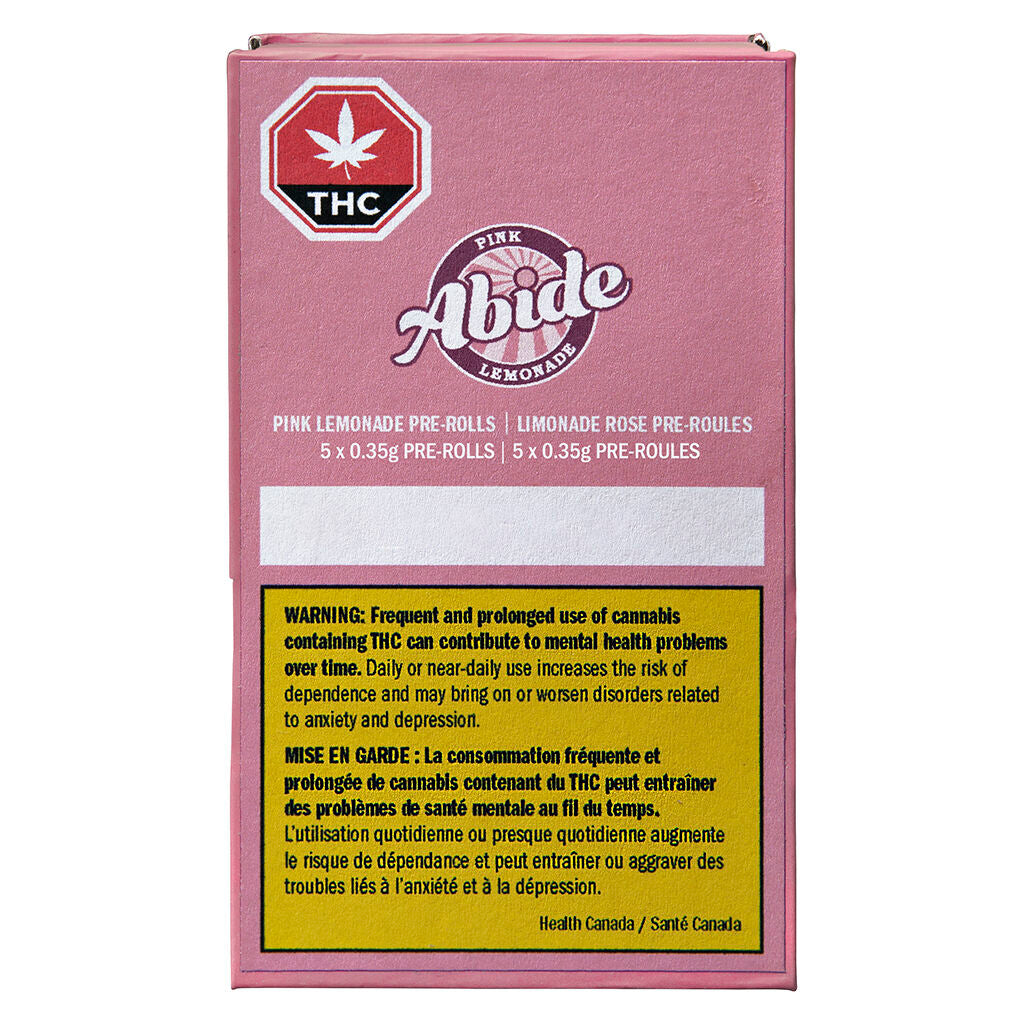 THC
PINK
Abide
LEMONADE
PINK LEMONADE PRE-ROLLS | LIMONADE ROSE PRE-ROULES
5 x 0.35g PRE-ROLLS | 5 x 0.35g PRE-ROULES
WARNING: Frequent and prolonged use of cannabis
containing THC can contribute to mental health problems
over time. Daily or near-daily use increases the risk of
dependence and may bring on or worsen disorders related
to anxiety and depression.
MISE EN GARDE : La consommation fréquente et
prolongée de cannabis contenant du THC peut entraîner
des problèmes de santé mentale au fil du temps.
L'utilisation quotidienne ou presque quotidienne augmente
le risque de dépendance et peut entraîner ou aggraver des
troubles liés à l'anxiété et à la dépression.
Health Canada / Santé Canada